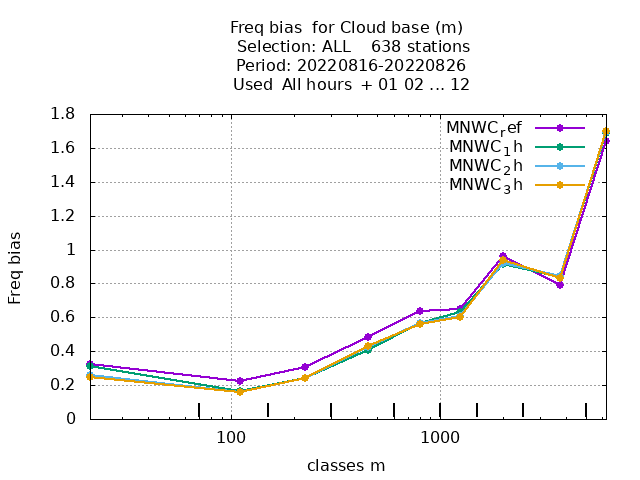 Freq bias  for Cloud base (m)
Selection: ALL    638 stations
Period: 20220816-20220826
Used  All hours  + 01 02 ... 12
MNWC_ref
MNWC_1h
MNWC_2h
MNWC_3h
1.8
1.6
1.4
1.2
1
0.8
0.6
0.4
0.2
0
Freq bias
100 1000
classes m